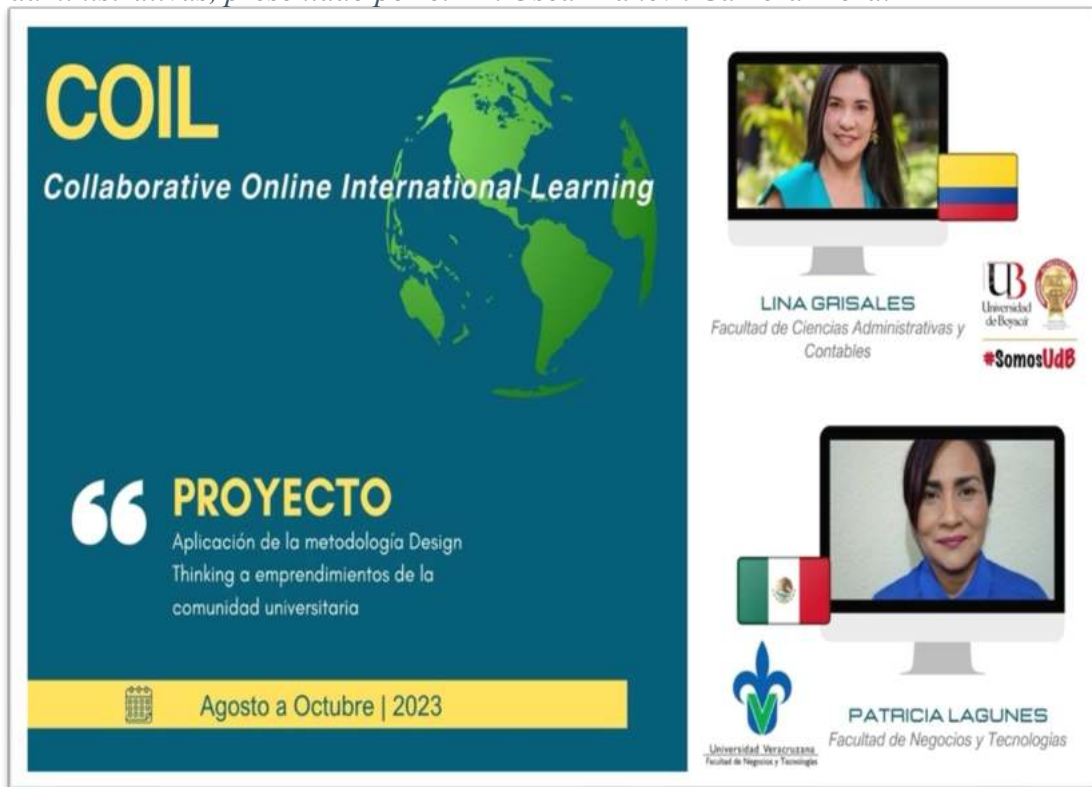 COIL
Collaborative Online International Learning
PROYECTO
Aplicación de la metodología Design
Thinking a emprendimientos de la
comunidad universitaria
Agosto a Octubre | 2023
LINA GRISALES
Facultad de Ciencias Administrativas y
Contables
UB
Universidad
de Boyacá
#SomosUdB
PATRICIA LAGUNES
Facultad de Negocios y Tecnologias
Universidad Veracruzana
Facultad de Negocios y Tecnologías